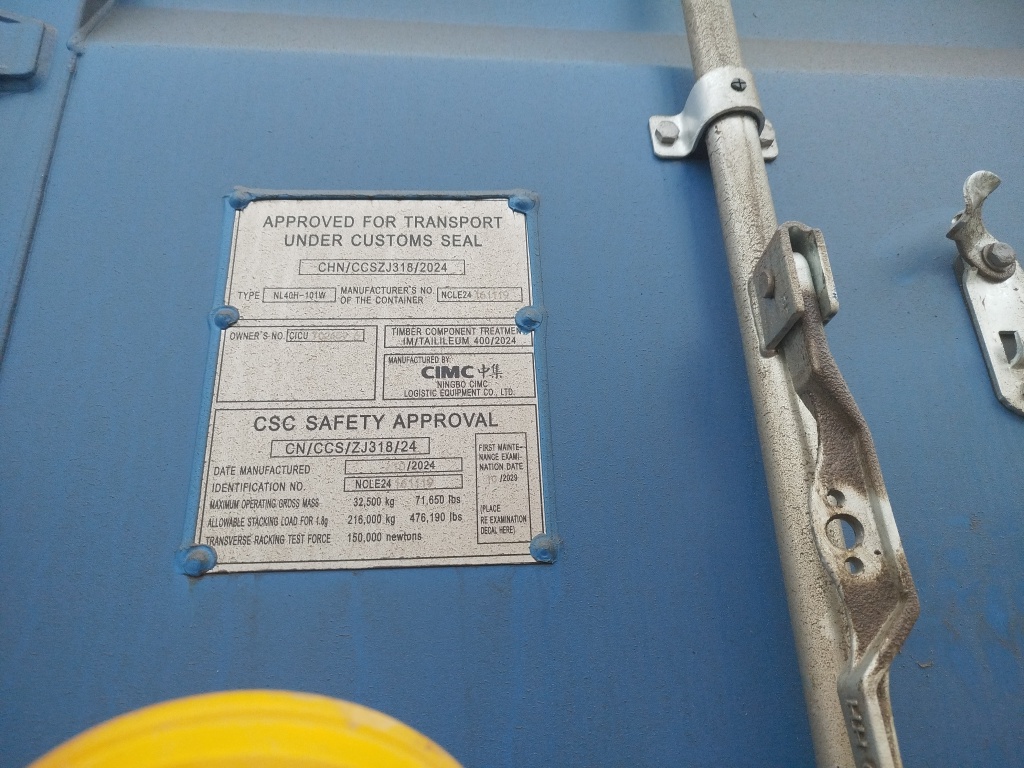 APPROVED FOR TRANSPORT
UNDER CUSTOMS SEAL
CHN/CCSZJ318/2024
TYPE NL40H-101W MANUFACTURER'S NO. OF THE CONTAINER NCLE24 161119
OWNER'S NO. CICU
TIMBER COMPONENT TREATMENT
IM/TAILILEUM 400/2024
MANUFACTURED BY:
CIMC 中集
NINGBO CIMC
LOGISTIC EQUIPMENT CO., LTD.
CSC SAFETY APPROVAL
CN/CCS/ZJ318/24
DATE MANUFACTURED 10/2024
IDENTIFICATION NO. NCLE24 161119
MAXIMUM OPERATING GROSS MASS 32,500 kg 71,650 lbs
ALLOWABLE STACKING LOAD FOR 1.8g 216,000 kg 476,190 lbs
TRANSVERSE RACKING TEST FORCE 150,000 newtons
FIRST MAINTE-
NANCE EXAMI-
NATION DATE
10 /2029
(PLACE
RE EXAMINATION
DECAL HERE)